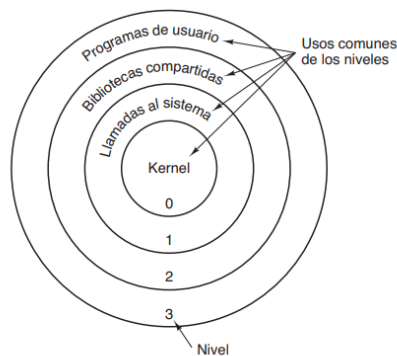 Programas de usuario
Usos comunes
de los niveles
Bibliotecas compartidas
Llamadas al sistema
Kernel
0
1
2
3
Nivel